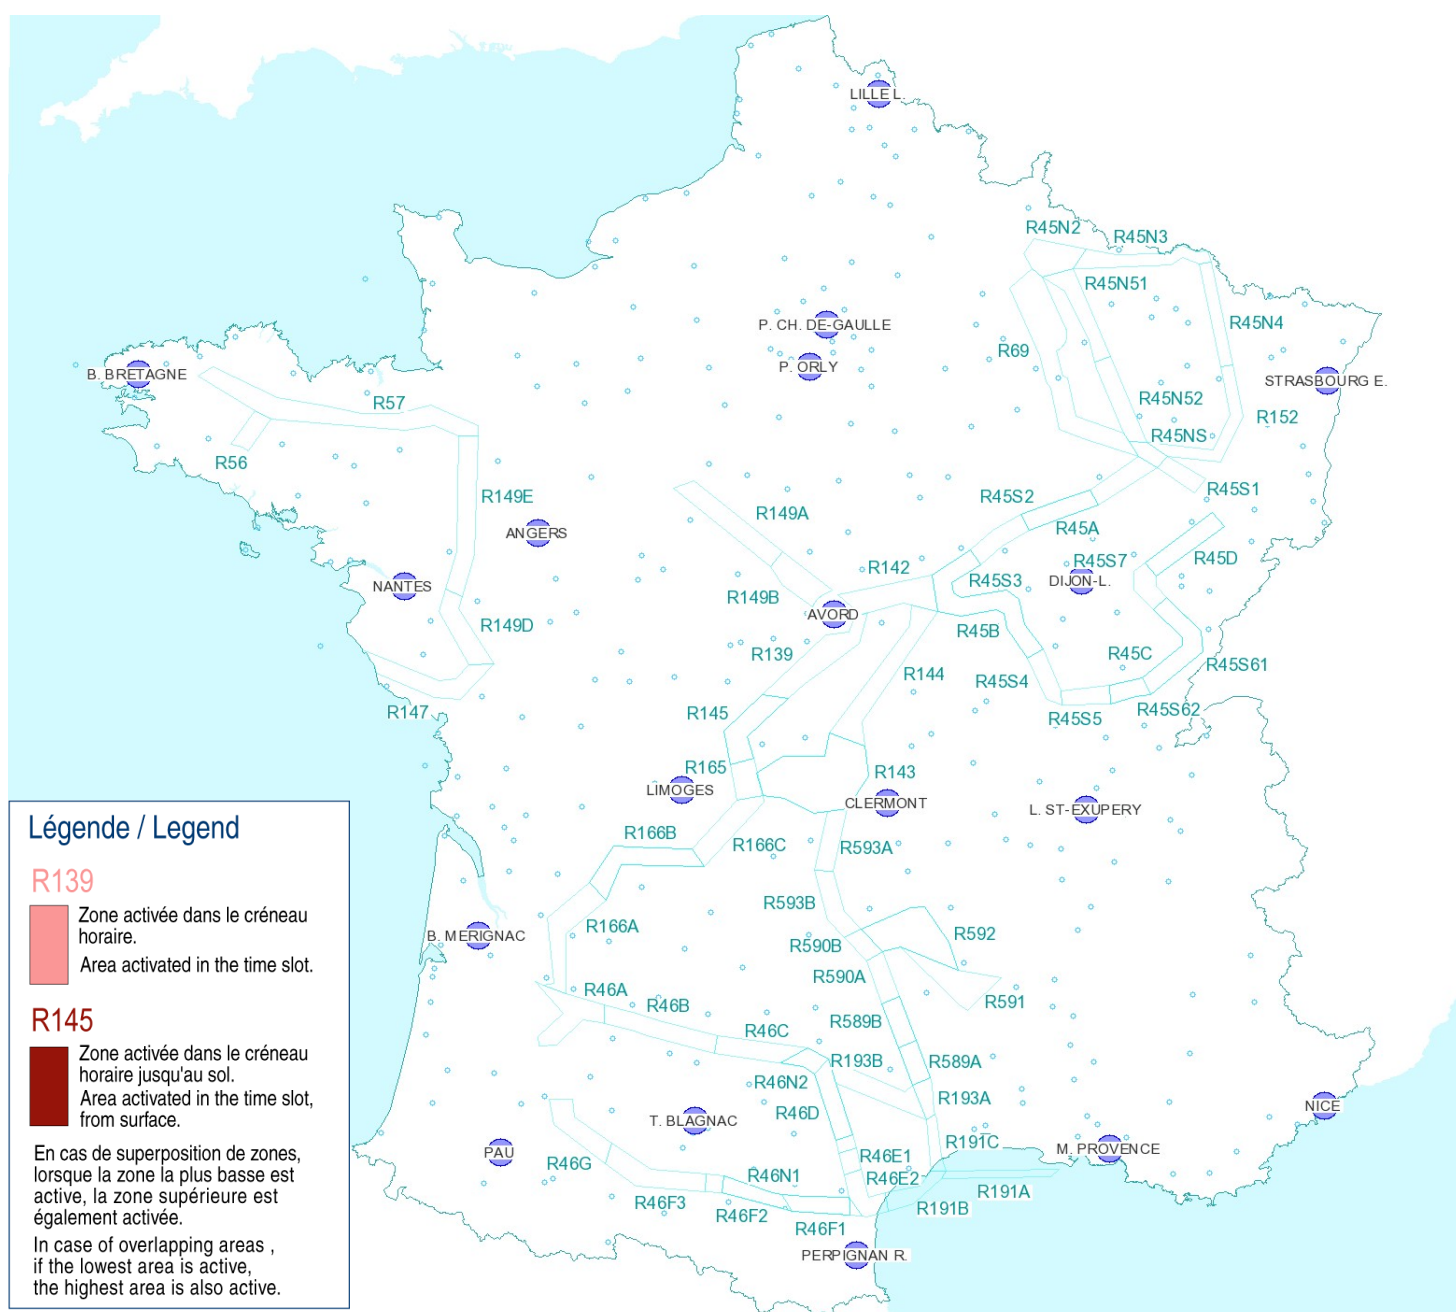 LILLE L.
R45N2
R45N3
R45N51
P. CH. DE-GAULLE
R45N4
R69
P. ORLY
B. BRETAGNE
STRASBOURG E.
R57
R45N52
R152
R45NS
R56
R149E
R45S2
R45S1
R149A
ANGERS
R45A
R45S7
R45D
R142
DIJON-L.
R45S3
NANTES
R149B
AVORD
R149D
R45B
R139
R45C
R45S61
R144
R45S4
R147
R145
R45S5
R45S62
R165
R143
LIMOGES
CLERMONT
L. ST-EXUPERY
R166B
R166C
R593A
R593B
R166A
B. MERIGNAC
R592
R590B
R590A
R46A
R591
R46B
R589B
R46C
R193B
R589A
R46N2
R193A
R46D
NICE
T. BLAGNAC
R191C
PAU
M. PROVENCE
R46E1
R46G
R46N1
R46E2
R191A
R46F3
R191B
R46F2
R46F1
PERPIGNAN R.
Légende / Legend
R139
Zone activée dans le créneau
horaire.
Area activated in the time slot.
R145
Zone activée dans le créneau
horaire jusqu'au sol.
Area activated in the time slot,
from surface.
En cas de superposition de zones,
lorsque la zone la plus basse est
active, la zone supérieure est
également activée.
In case of overlapping areas ,
if the lowest area is active,
the highest area is also active.